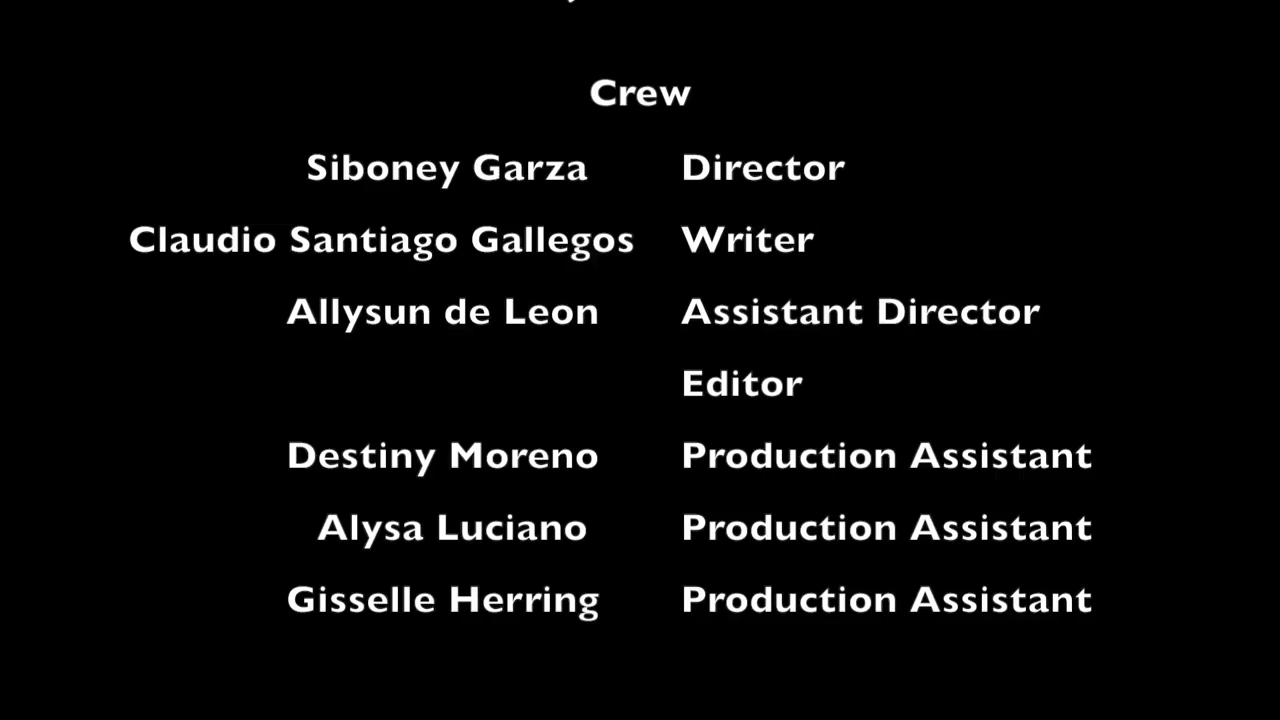 Crew
Siboney Garza Director
Claudio Santiago Gallegos Writer
Allysun de Leon Assistant Director
Editor
Destiny Moreno Production Assistant
Alysa Luciano Production Assistant
Gisselle Herring Production Assistant